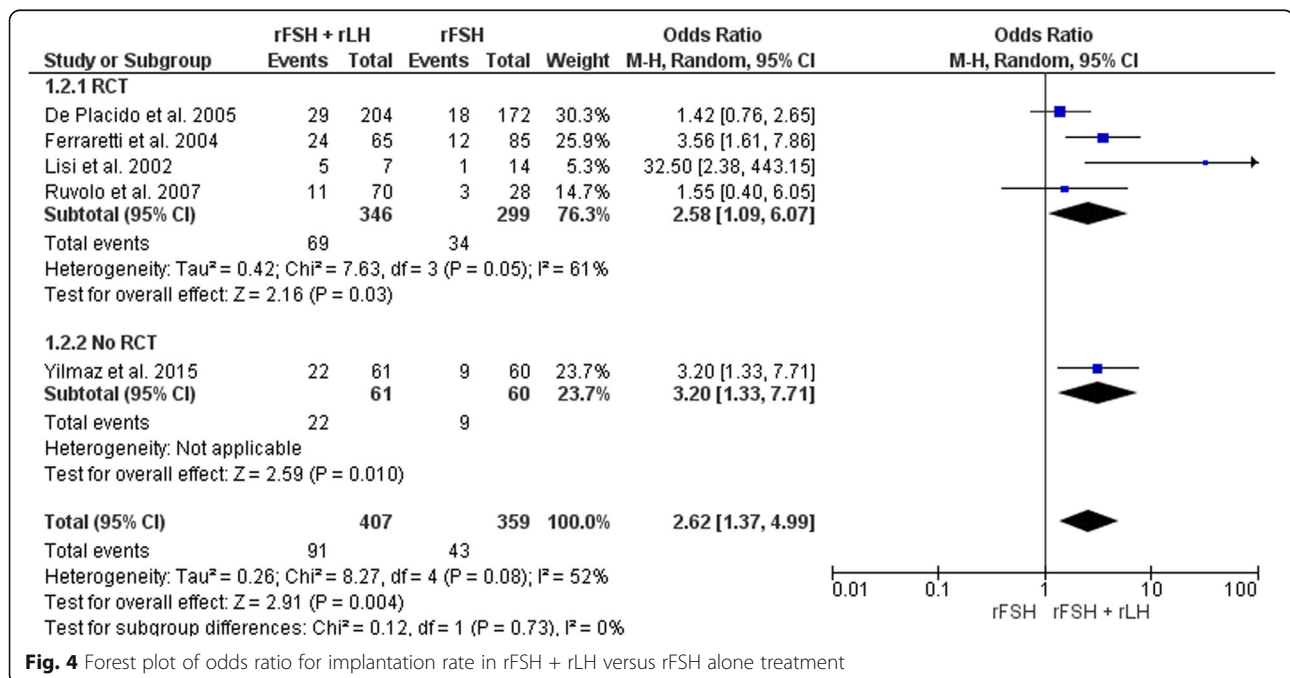 rFSH + rLH rFSH Odds Ratio Odds Ratio
Study or Subgroup Events Total Events Total Weight M-H, Random, 95% CI M-H, Random, 95% CI
1.2.1 RCT
De Placido et al. 2005 29 204 18 172 30.3% 1.42 [0.76, 2.65]
Ferraretti et al. 2004 24 65 12 85 25.9% 3.56 [1.61, 7.86]
Lisi et al. 2002 5 7 1 14 5.3% 32.50 [2.38, 443.15]
Ruvolo et al. 2007 11 70 3 28 14.7% 1.55 [0.40, 6.05]
Subtotal (95% CI) 346 299 76.3% 2.58 [1.09, 6.07]
Total events 69 34
Heterogeneity: Tau² = 0.42; Chi² = 7.63, df = 3 (P = 0.05); I² = 61%
Test for overall effect: Z = 2.16 (P = 0.03)
1.2.2 No RCT
Yilmaz et al. 2015 22 61 9 60 23.7% 3.20 [1.33, 7.71]
Subtotal (95% CI) 61 60 23.7% 3.20 [1.33, 7.71]
Total events 22 9
Heterogeneity: Not applicable
Test for overall effect: Z = 2.59 (P = 0.010)
Total (95% CI) 407 359 100.0% 2.62 [1.37, 4.99]
Total events 91 43
Heterogeneity: Tau² = 0.26; Chi² = 8.27, df = 4 (P = 0.08); I² = 52%
Test for overall effect: Z = 2.91 (P = 0.004)
Test for subgroup differences: Chi² = 0.12, df = 1 (P = 0.73), I² = 0%
0.01 0.1 1 10 100
rFSH rFSH + rLH
Fig. 4 Forest plot of odds ratio for implantation rate in rFSH + rLH versus rFSH alone treatment